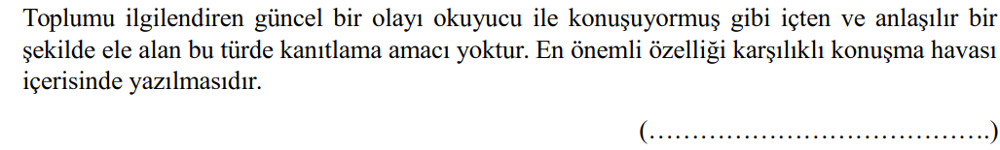 Toplumu ilgilendiren güncel bir olayı okuyucu ile konuşuyormuş gibi içten ve anlaşılır bir
şekilde ele alan bu türde kanıtlama amacı yoktur. En önemli özelliği karşılıklı konuşma havası
içerisinde yazılmasıdır.
(…………………………………….)